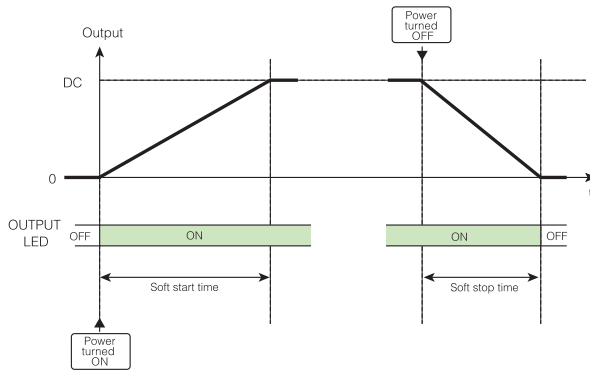 Power
turned
OFF
Output
DC
0
t
OUTPUT
LED
OFF
ON
ON
OFF
Soft start time
Soft stop time
Power
turned
ON